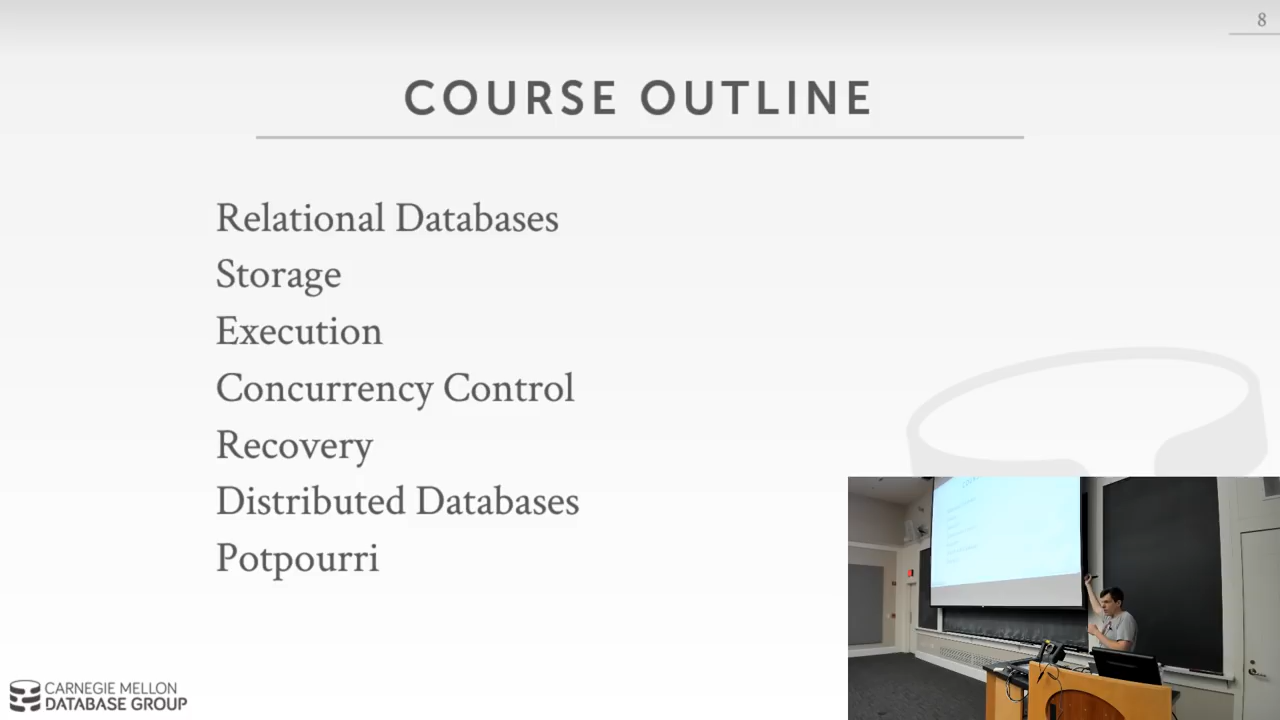 8
COURSE OUTLINE
Relational Databases
Storage
Execution
Concurrency Control
Recovery
Distributed Databases
Potpourri
CARNEGIE MELLON
DATABASE GROUP